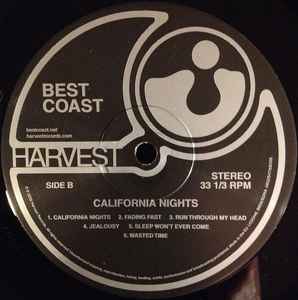 BEST
COAST
bestcoast.net
harvestrecords.com
HARVEST
SIDE B
STEREO
33 1/3 RPM
CALIFORNIA NIGHTS
1. CALIFORNIA NIGHTS 2. FADING FAST 3. RUN THROUGH MY HEAD
4. JEALOUSY 5. SLEEP WON'T EVER COME
6. WASTED TIME